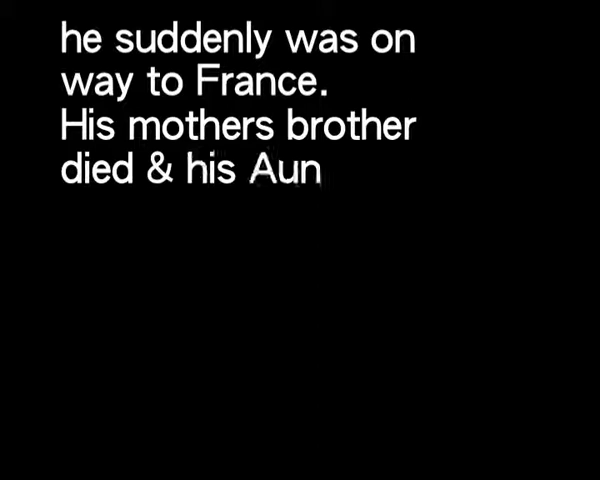 he suddenly was on
way to France.
His mothers brother
died & his Aun